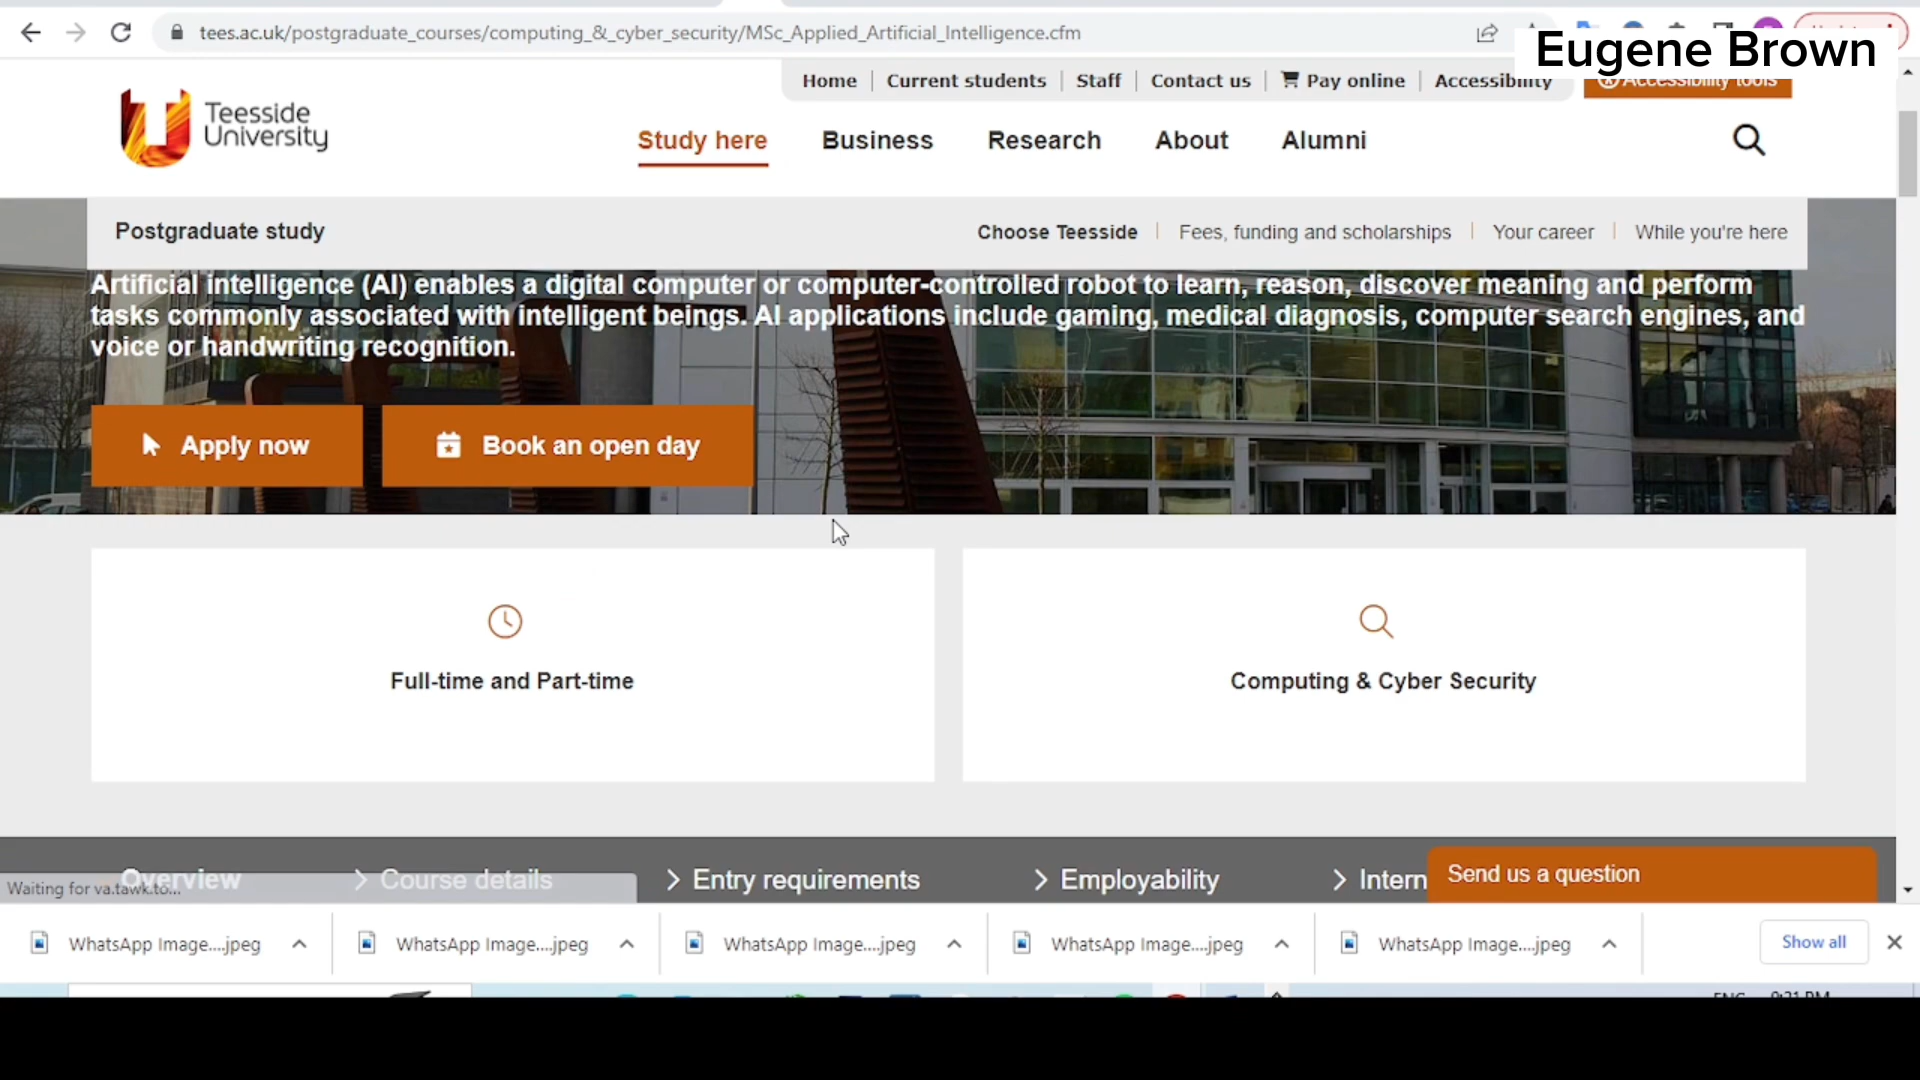 tees.ac.uk/postgraduate_courses/computing_&_cyber_security/MSc_Applied_Artificial_Intelligence.cfm
Eugene Brown
Home
Current students
Staff
Contact us
Pay online
Accessibility
Accessibility tools
Teesside
University
Study here
Business
Research
About
Alumni
Postgraduate study
Choose Teesside
Fees, funding and scholarships
Your career
While you're here
Artificial intelligence (AI) enables a digital computer or computer-controlled robot to learn, reason, discover meaning and perform
tasks commonly associated with intelligent beings. AI applications include gaming, medical diagnosis, computer search engines, and
voice or handwriting recognition.
Apply now
Book an open day
Full-time and Part-time
Computing & Cyber Security
Overview
Course details
Entry requirements
Employability
Intern
Send us a question
Waiting for va.tawk.to...
WhatsApp Image....jpeg
WhatsApp Image....jpeg
WhatsApp Image....jpeg
WhatsApp Image....jpeg
WhatsApp Image....jpeg
Show all